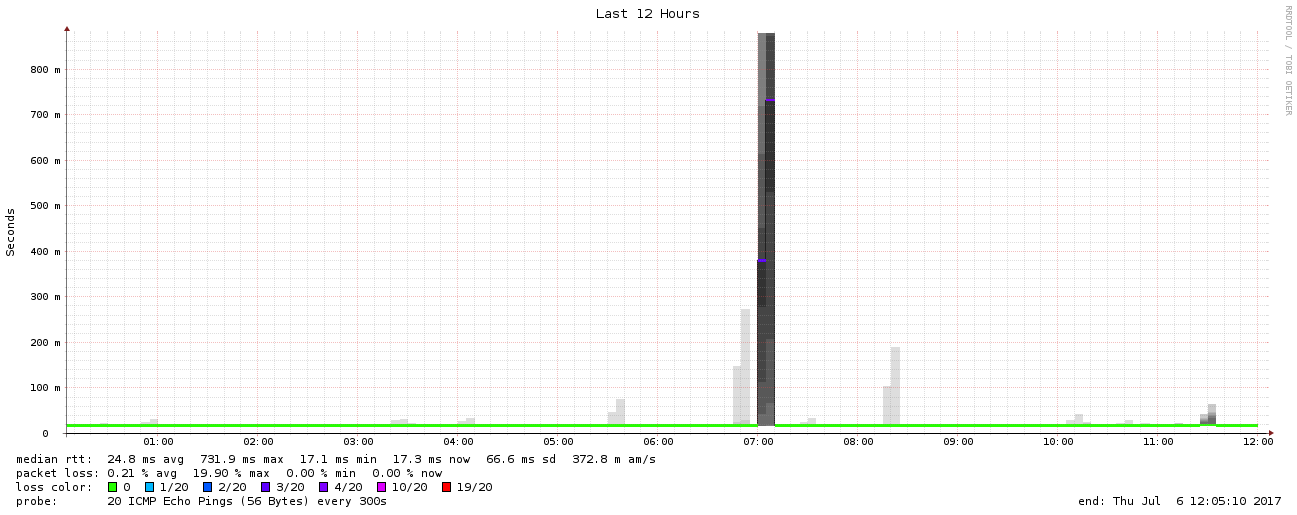 Last 12 Hours
RRDTOOL / TOBI OETIKER
Seconds
800 m
700 m
600 m
500 m
400 m
300 m
200 m
100 m
0
01:00 02:00 03:00 04:00 05:00 06:00 07:00 08:00 09:00 10:00 11:00 12:00
median rtt: 24.8 ms avg 731.9 ms max 17.1 ms min 17.3 ms now 66.6 ms sd 372.8 m am/s
packet loss: 0.21 % avg 19.90 % max 0.00 % min 0.00 % now
loss color: 0 1/20 2/20 3/20 4/20 10/20 19/20
probe: 20 ICMP Echo Pings (56 Bytes) every 300s end: Thu Jul 6 12:05:10 2017